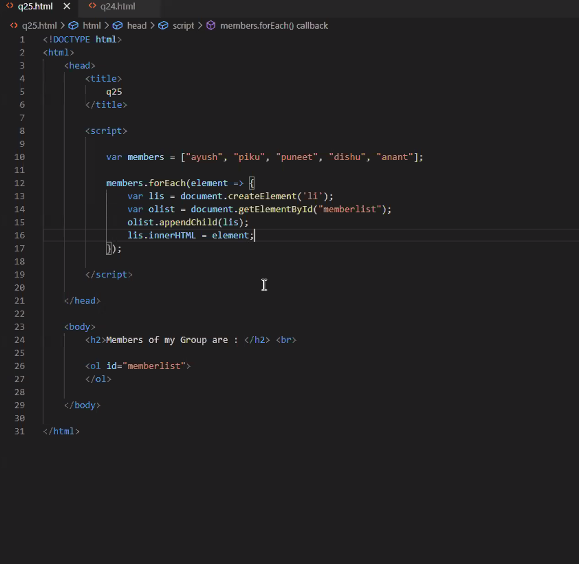 q25.html × q24.html
q25.html > html > head > script > members.forEach() callback
1 <!DOCTYPE html>
2 <html>
3 <head>
4 <title>
5 q25
6 </title>
7
8 <script>
9
10 var members = ["ayush", "piku", "puneet", "dishu", "anant"];
11
12 members.forEach(element => {
13 var lis = document.createElement('li');
14 var olist = document.getElementById("memberlist");
15 olist.appendChild(lis);
16 lis.innerHTML = element;
17 });
18
19 </script>
20
21 </head>
22
23 <body>
24 <h2>Members of my Group are : </h2> <br>
25
26 <ol id="memberlist">
27 </ol>
28
29 </body>
30
31 </html>